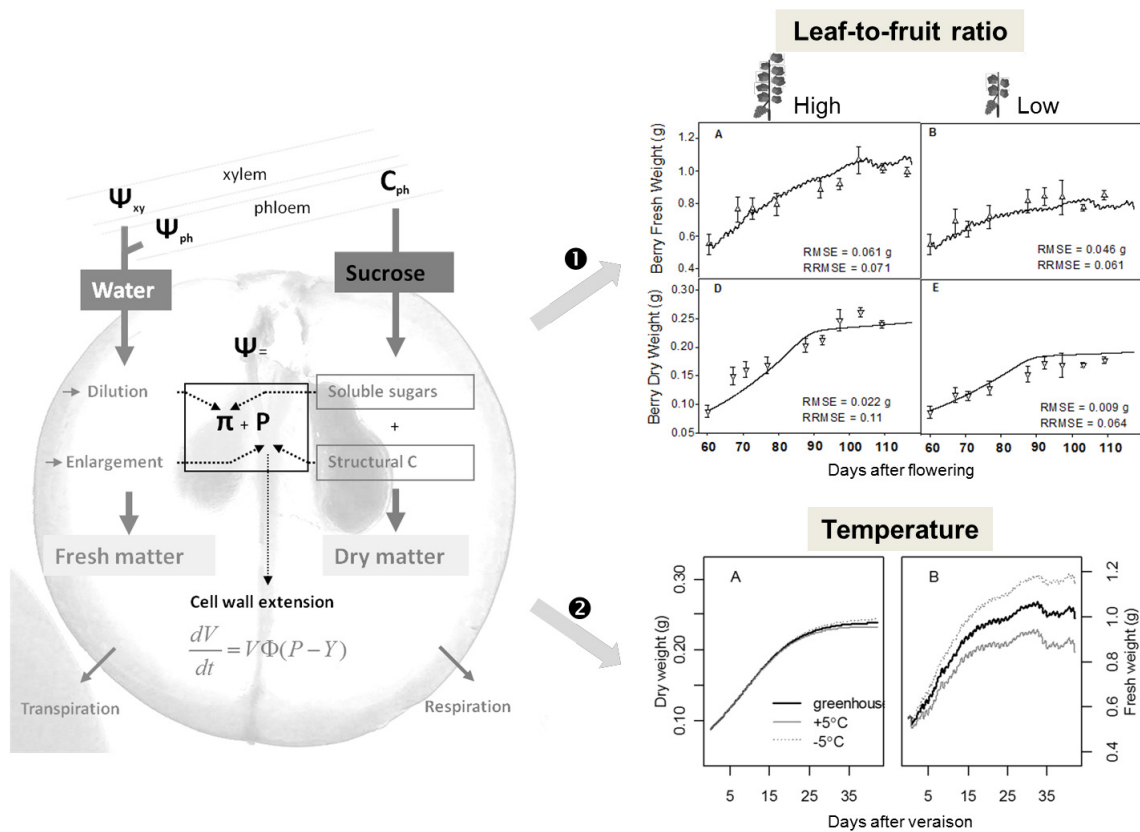 xylem
Ψxy
phloem
Cph
Ψph
Water
Sucrose
Ψ=
Dilution
Soluble sugars
π + P
+
Enlargement
Structural C
Fresh matter
Dry matter
Cell wall extension
dV/dt = VΦ(P − Y)
Transpiration
Respiration
❶
❷
Leaf-to-fruit ratio
High
Low
Berry Fresh Weight (g)
1.2
1.0
0.8
0.6
0.4
A
RMSE = 0.061 g
RRMSE = 0.071
B
RMSE = 0.046 g
RRMSE = 0.061
Berry Dry Weight (g)
0.30
0.25
0.20
0.15
0.10
0.05
D
RMSE = 0.022 g
RRMSE = 0.11
E
RMSE = 0.009 g
RRMSE = 0.064
60 70 80 90 100 110
60 70 80 90 100 110
Days after flowering
Temperature
Dry weight (g)
0.30
0.20
0.10
A
greenhouse
+5°C
-5°C
B
1.2
1.0
0.8
0.6
0.4
Fresh weight (g)
5 15 25 35
5 15 25 35
Days after veraison